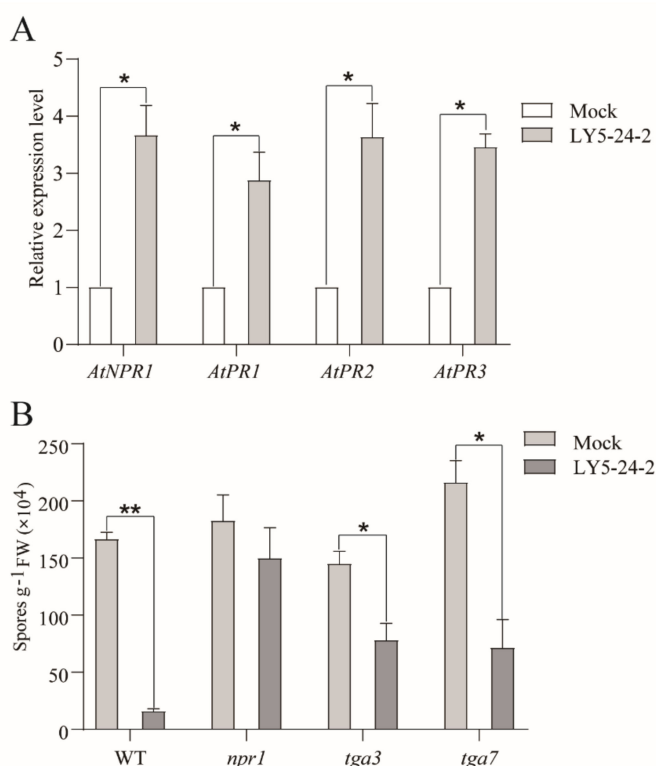 A
Relative expression level
5
4
3
2
1
0
*
*
*
*
Mock
LY5-24-2
AtNPR1
AtPR1
AtPR2
AtPR3
B
Spores g⁻¹ FW (×10⁴)
250
200
150
100
50
0
**
*
*
Mock
LY5-24-2
WT
npr1
tga3
tga7